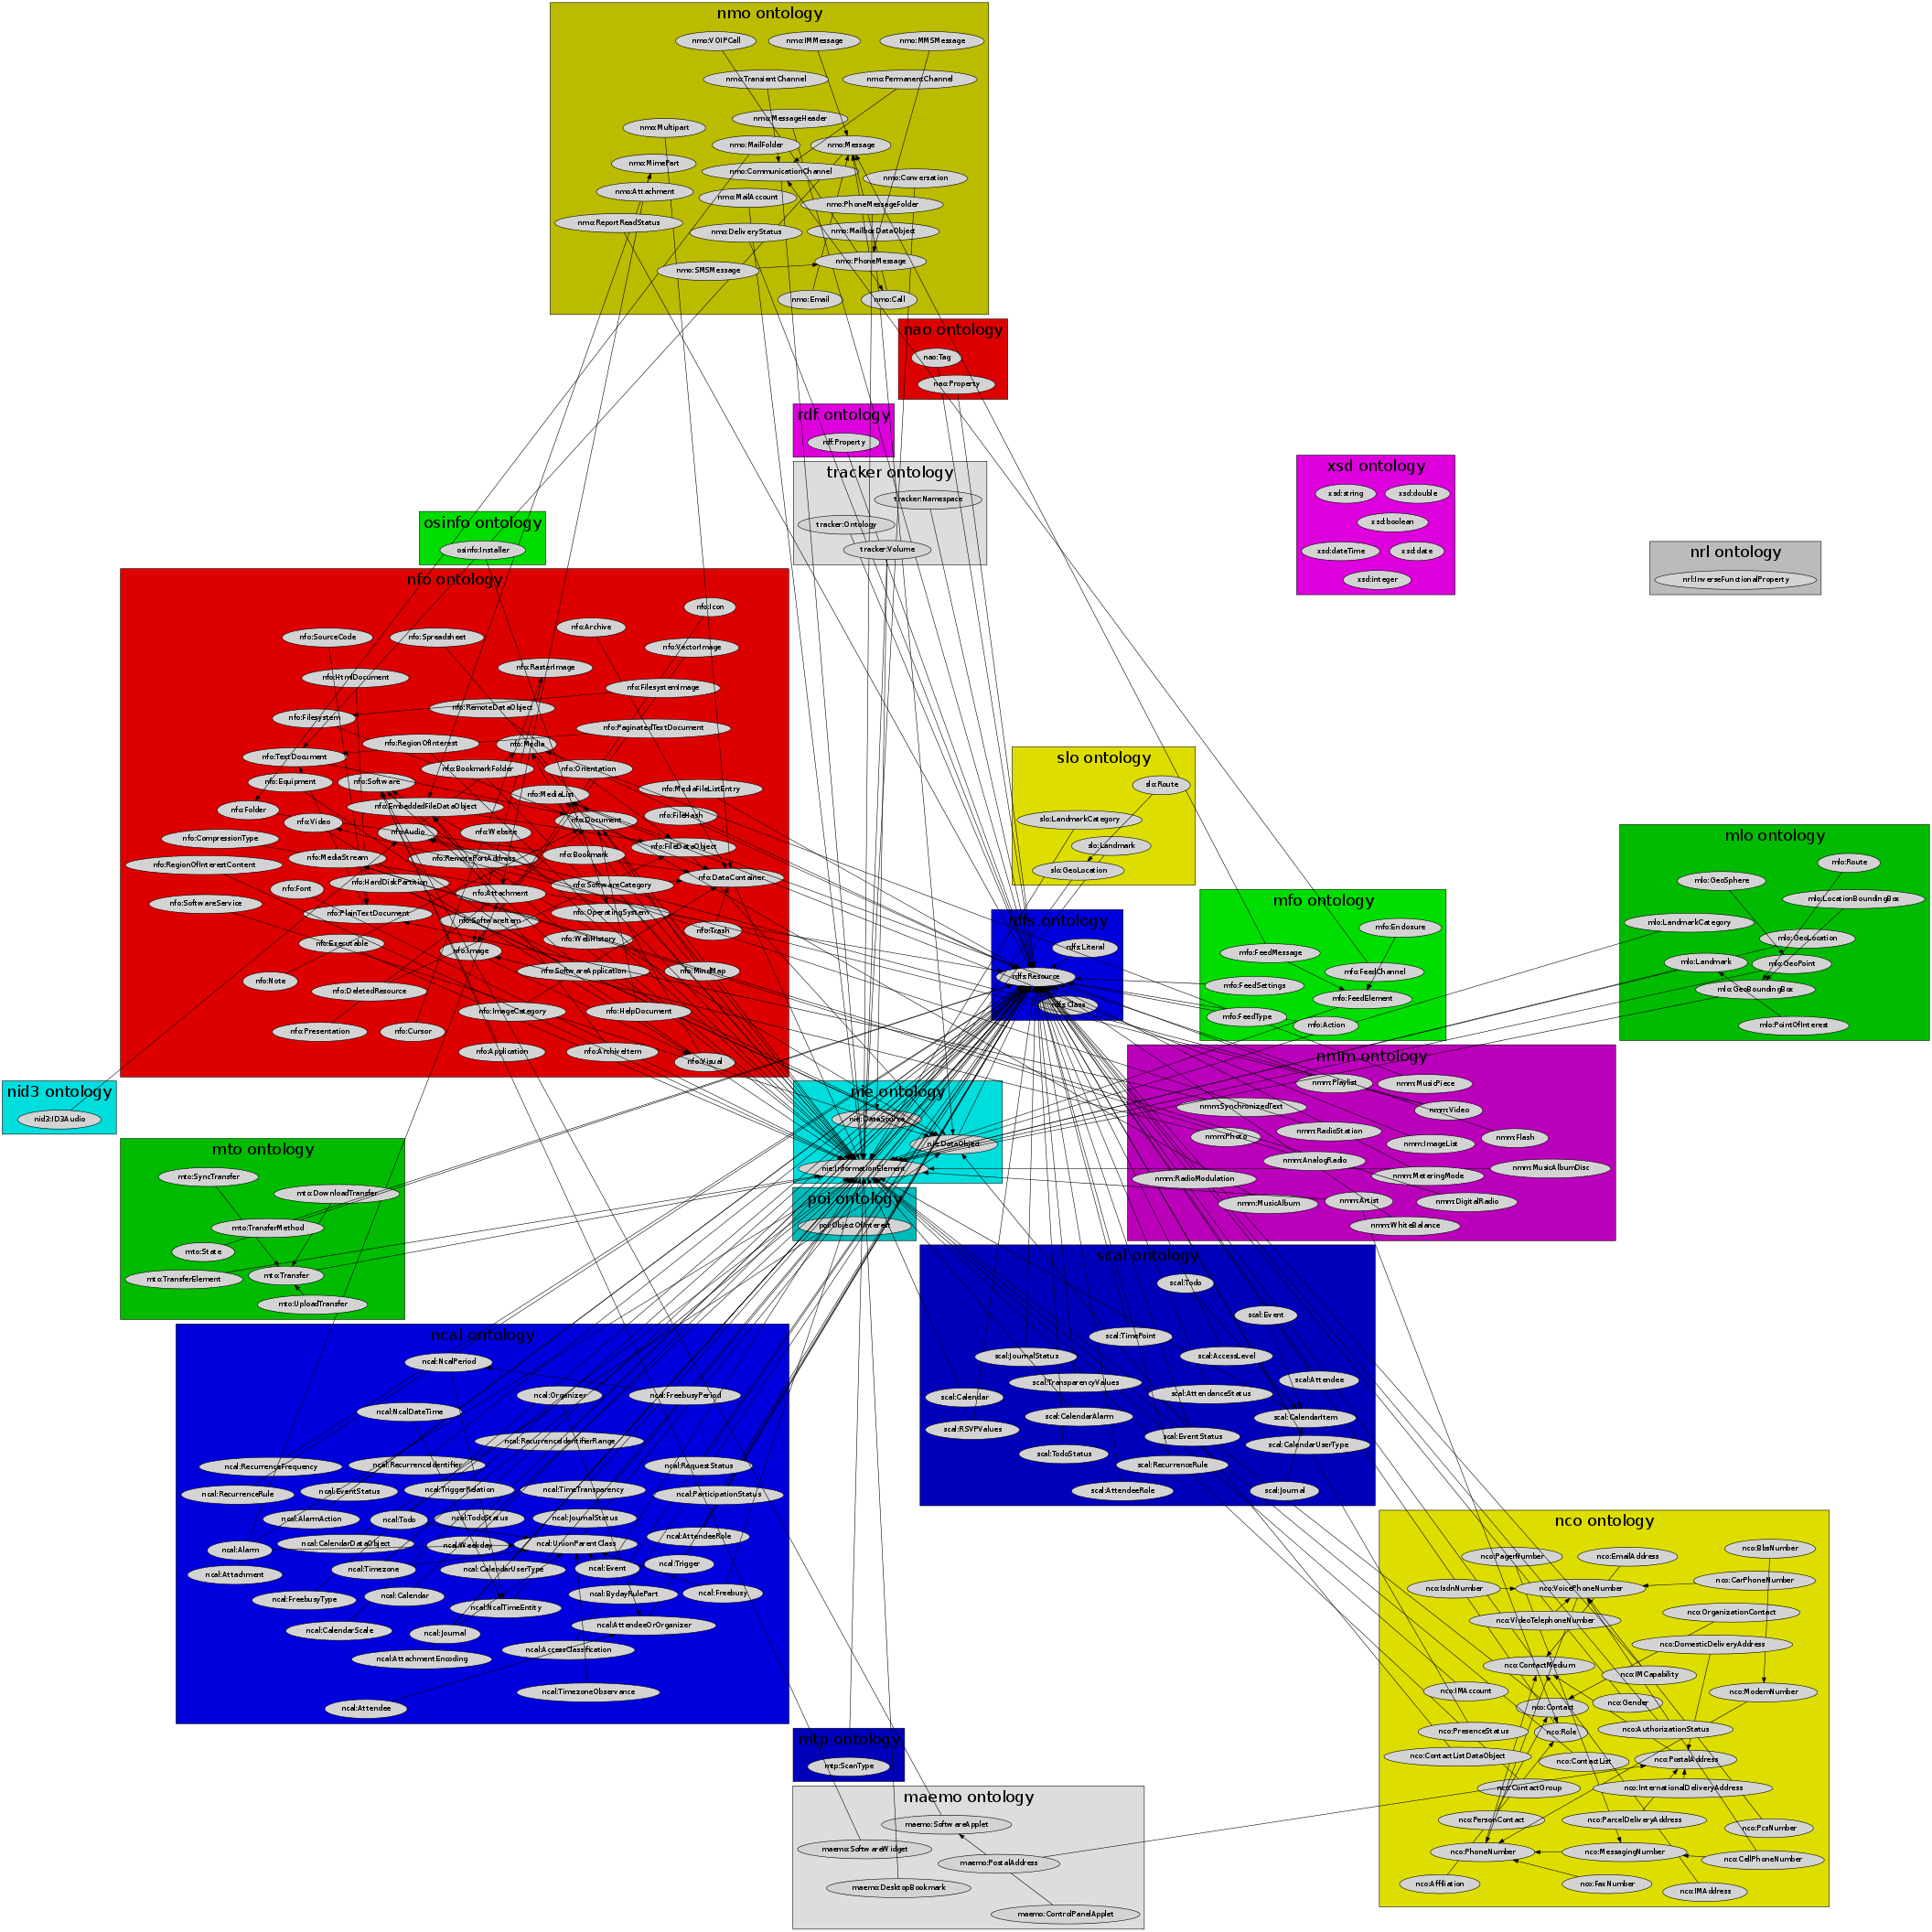 nmo ontology
nmo:VOIPCall
nmo:IMMessage
nmo:MMSMessage
nmo:TransientChannel
nmo:PermanentChannel
nmo:MessageHeader
nmo:Multipart
nmo:MailFolder
nmo:Message
nmo:MimePart
nmo:CommunicationChannel
nmo:Conversation
nmo:Attachment
nmo:MailAccount
nmo:PhoneMessageFolder
nmo:ReportReadStatus
nmo:DeliveryStatus
nmo:MailboxDataObject
nmo:PhoneMessage
nmo:SMSMessage
nmo:Email
nmo:Call
nao ontology
nao:Tag
nao:Property
rdf ontology
rdf:Property
tracker ontology
tracker:Namespace
tracker:Ontology
tracker:Volume
xsd ontology
xsd:string
xsd:double
xsd:boolean
xsd:dateTime
xsd:date
xsd:integer
nrl ontology
nrl:InverseFunctionalProperty
osinfo ontology
osinfo:Installer
nfo ontology
nfo:Icon
nfo:Archive
nfo:SourceCode
nfo:Spreadsheet
nfo:VectorImage
nfo:RasterImage
nfo:HtmlDocument
nfo:FilesystemImage
nfo:RemoteDataObject
nfo:Filesystem
nfo:PaginatedTextDocument
nfo:RegionOfInterest
nfo:Media
nfo:TextDocument
nfo:BookmarkFolder
nfo:Orientation
nfo:Equipment
nfo:Software
nfo:MediaFileListEntry
nfo:MediaList
nfo:EmbeddedFileDataObject
nfo:Folder
nfo:FileHash
nfo:Video
nfo:Document
nfo:Audio
nfo:Website
nfo:CompressionType
nfo:FileDataObject
nfo:MediaStream
nfo:RemotePortAddress
nfo:Bookmark
nfo:RegionOfInterestContent
nfo:DataContainer
nfo:HardDiskPartition
nfo:SoftwareCategory
nfo:Font
nfo:Attachment
nfo:SoftwareService
nfo:PlainTextDocument
nfo:OperatingSystem
nfo:SoftwareItem
nfo:Trash
nfo:WebHistory
nfo:Executable
nfo:Image
nfo:SoftwareApplication
nfo:MindMap
nfo:Note
nfo:DeletedResource
nfo:ImageCategory
nfo:HelpDocument
nfo:Presentation
nfo:Cursor
nfo:Application
nfo:ArchiveItem
nfo:Visual
slo ontology
slo:Route
slo:LandmarkCategory
slo:Landmark
slo:GeoLocation
mlo ontology
mlo:Route
mlo:GeoSphere
mlo:LocationBoundingBox
mlo:LandmarkCategory
mlo:GeoLocation
mlo:Landmark
mlo:GeoPoint
mlo:GeoBoundingBox
mlo:PointOfInterest
mfo ontology
mfo:Enclosure
mfo:FeedMessage
mfo:FeedChannel
mfo:FeedSettings
mfo:FeedElement
mfo:FeedType
mfo:Action
rdfs ontology
rdfs:Literal
rdfs:Resource
rdfs:Class
nmm ontology
nmm:Playlist
nmm:MusicPiece
nmm:SynchronizedText
nmm:Video
nmm:RadioStation
nmm:Photo
nmm:Flash
nmm:ImageList
nmm:AnalogRadio
nmm:MusicAlbumDisc
nmm:RadioModulation
nmm:MeteringMode
nmm:MusicAlbum
nmm:Artist
nmm:DigitalRadio
nmm:WhiteBalance
nid3 ontology
nid3:ID3Audio
nie ontology
nie:DataSource
nie:DataObject
nie:InformationElement
poi ontology
poi:ObjectOfInterest
mto ontology
mto:SyncTransfer
mto:DownloadTransfer
mto:TransferMethod
mto:State
mto:TransferElement
mto:Transfer
mto:UploadTransfer
scal ontology
scal:Todo
scal:Event
scal:TimePoint
scal:JournalStatus
scal:AccessLevel
scal:TransparencyValues
scal:Attendee
scal:Calendar
scal:AttendanceStatus
scal:CalendarAlarm
scal:CalendarItem
scal:RSVPValues
scal:EventStatus
scal:CalendarUserType
scal:TodoStatus
scal:RecurrenceRule
scal:AttendeeRole
scal:Journal
ncal ontology
ncal:NcalPeriod
ncal:Organizer
ncal:FreebusyPeriod
ncal:NcalDateTime
ncal:RecurrenceIdentifierRange
ncal:RecurrenceFrequency
ncal:RecurrenceIdentifier
ncal:RequestStatus
ncal:RecurrenceRule
ncal:EventStatus
ncal:TriggerRelation
ncal:TimeTransparency
ncal:ParticipationStatus
ncal:AlarmAction
ncal:Todo
ncal:TodoStatus
ncal:JournalStatus
ncal:AttendeeRole
ncal:CalendarDataObject
ncal:Weekday
ncal:UnionParentClass
ncal:Alarm
ncal:Trigger
ncal:Attachment
ncal:Timezone
ncal:CalendarUserType
ncal:Event
ncal:FreebusyType
ncal:Calendar
ncal:BydayRulePart
ncal:Freebusy
ncal:NcalTimeEntity
ncal:CalendarScale
ncal:Journal
ncal:AttendeeOrOrganizer
ncal:AttachmentEncoding
ncal:AccessClassification
ncal:TimezoneObservance
ncal:Attendee
nco ontology
nco:PagerNumber
nco:EmailAddress
nco:BbsNumber
nco:IsdnNumber
nco:VoicePhoneNumber
nco:CarPhoneNumber
nco:VideoTelephoneNumber
nco:OrganizationContact
nco:DomesticDeliveryAddress
nco:ContactMedium
nco:IMCapability
nco:IMAccount
nco:Gender
nco:ModemNumber
nco:Contact
nco:PresenceStatus
nco:Role
nco:AuthorizationStatus
nco:ContactListDataObject
nco:ContactList
nco:PostalAddress
nco:ContactGroup
nco:InternationalDeliveryAddress
nco:PersonContact
nco:ParcelDeliveryAddress
nco:PcsNumber
nco:PhoneNumber
nco:MessagingNumber
nco:CellPhoneNumber
nco:Affiliation
nco:FaxNumber
nco:IMAddress
mtp ontology
mtp:ScanType
maemo ontology
maemo:SoftwareApplet
maemo:SoftwareWidget
maemo:PostalAddress
maemo:DesktopBookmark
maemo:ControlPanelApplet